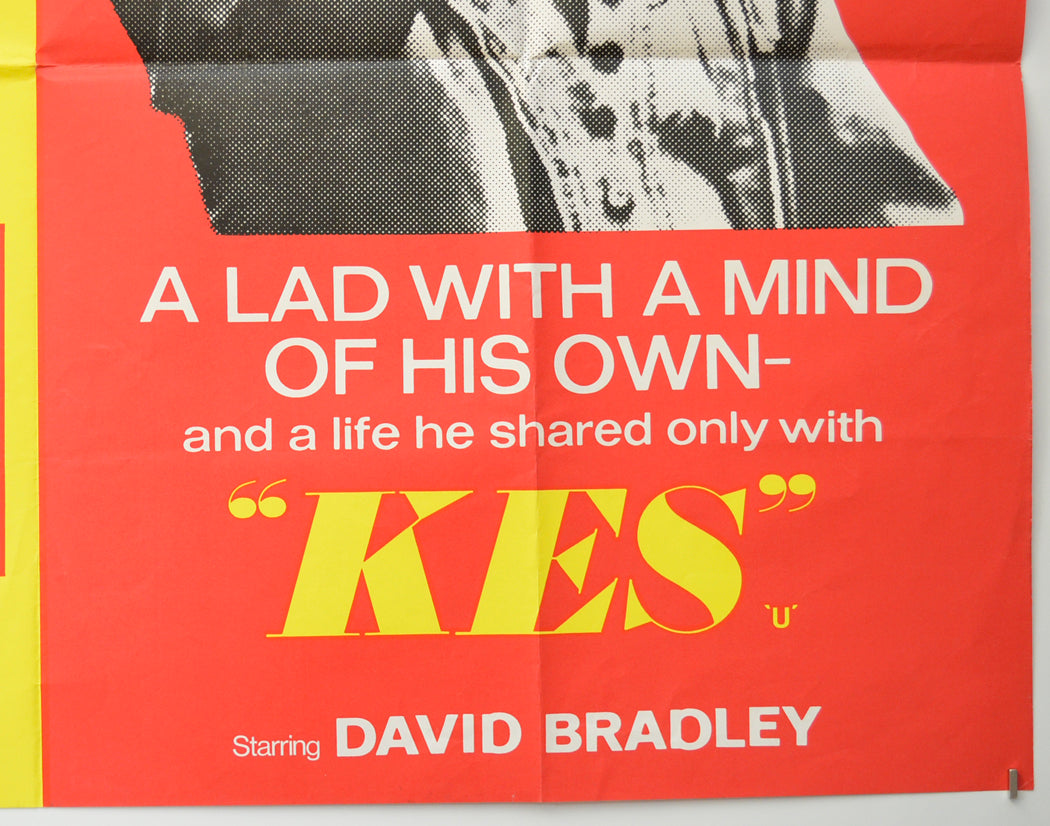 A LAD WITH A MIND
OF HIS OWN-
and a life he shared only with
“KES” 'U'
Starring DAVID BRADLEY